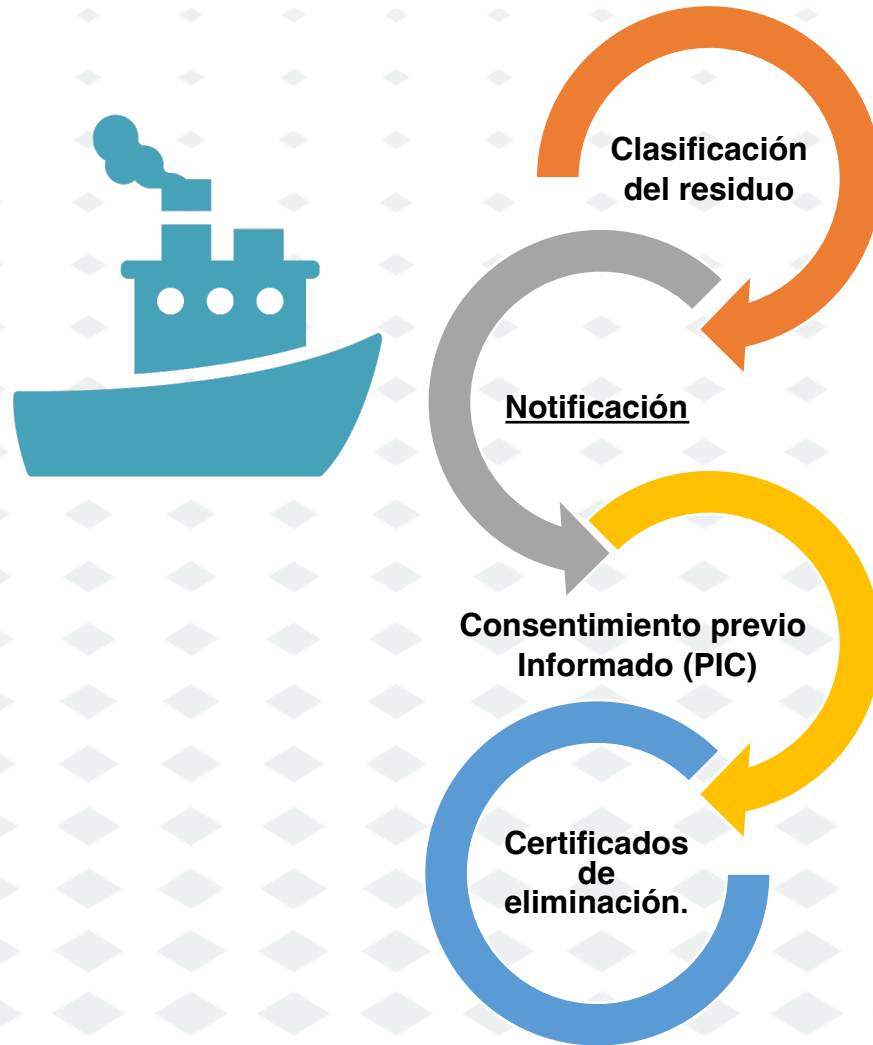 Clasificación
del residuo
Notificación
Consentimiento previo
Informado (PIC)
Certificados
de
eliminación.